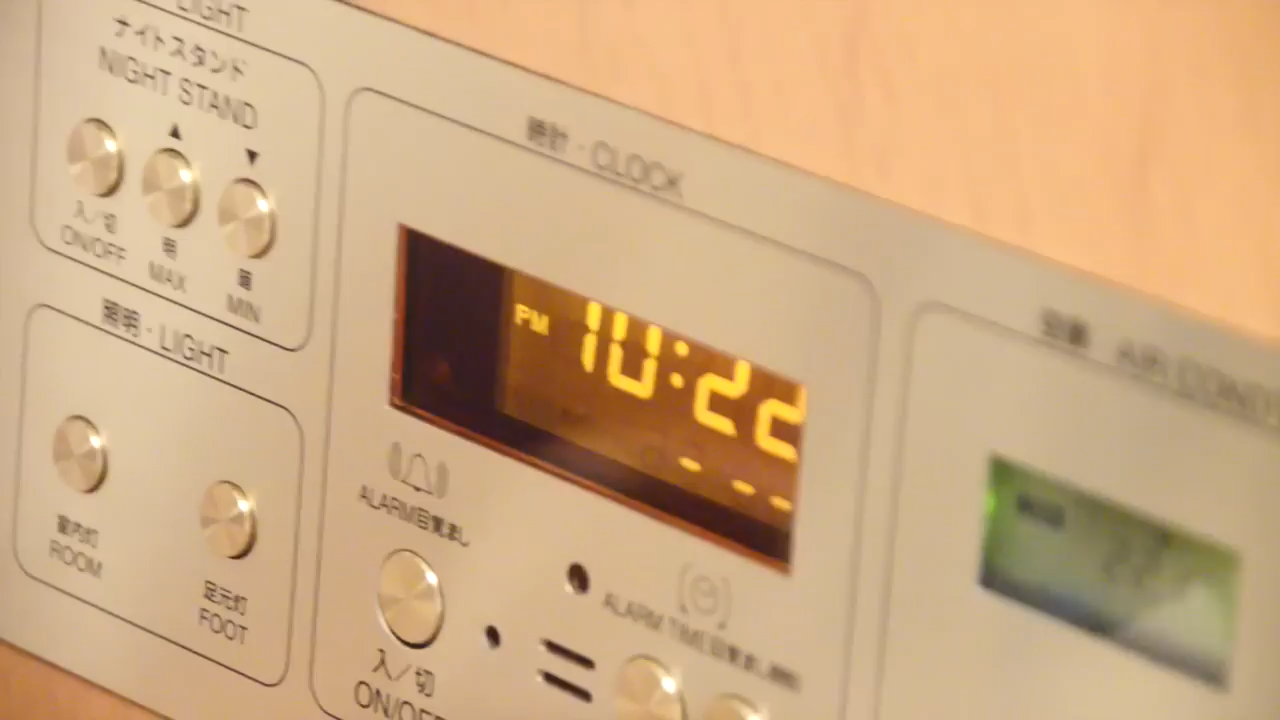 LIGHT
ナイトスタンド
NIGHT STAND
▲ ▼
入／切 明 暗
ON/OFF MAX MIN
照明・LIGHT
室内灯 足元灯
ROOM FOOT
時計・CLOCK
PM 10:22
ALARM目覚まし
入／切
ON/OFF
ALARM TIME目覚まし時刻
AIR